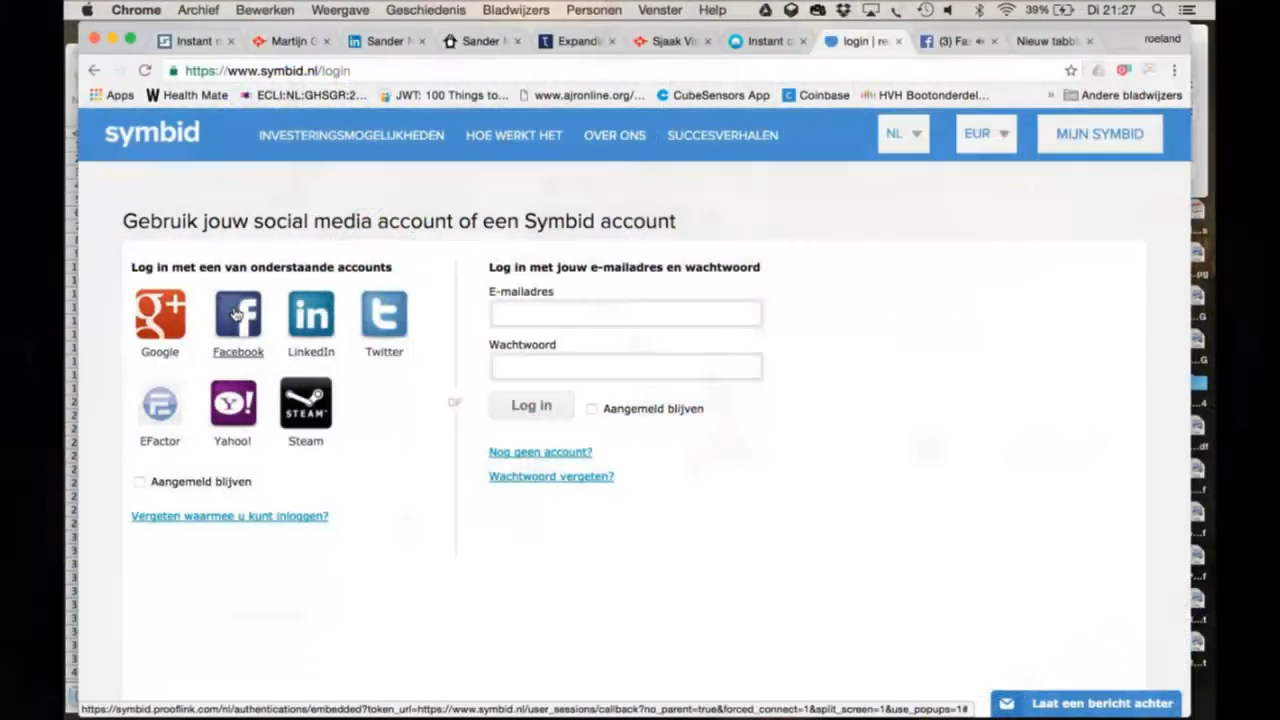 Chrome Archief Bewerken Weergave Geschiedenis Bladwijzers Personen Venster Help 39% Di 21:27
Instant Martijn Sander Sander Expandi Sjaak Instant login | re (3) Fa Nieuw tabb roeland
https://www.symbid.nl/login
Apps Health Mate ECLI:NL:GHSGR:2... JWT: 100 Things to... www.ajronline.org/... CubeSensors App Coinbase HVH Bootonderdel... » Andere bladwijzers
symbid INVESTERINGSMOGELIJKHEDEN HOE WERKT HET OVER ONS SUCCESVERHALEN NL EUR MIJN SYMBID
Gebruik jouw social media account of een Symbid account
Log in met een van onderstaande accounts
Google Facebook LinkedIn Twitter
STEAM
EFactor Yahoo! Steam
Aangemeld blijven
Vergeten waarmee u kunt inloggen?
OF
Log in met jouw e-mailadres en wachtwoord
E-mailadres
Wachtwoord
Log in Aangemeld blijven
Nog geen account?
Wachtwoord vergeten?
https://symbid.prooflink.com/nl/authentications/embedded?token_url=https://www.symbid.nl/user_sessions/callback?no_parent=true&forced_connect=1&split_screen=1&use_popups=1#
Laat een bericht achter